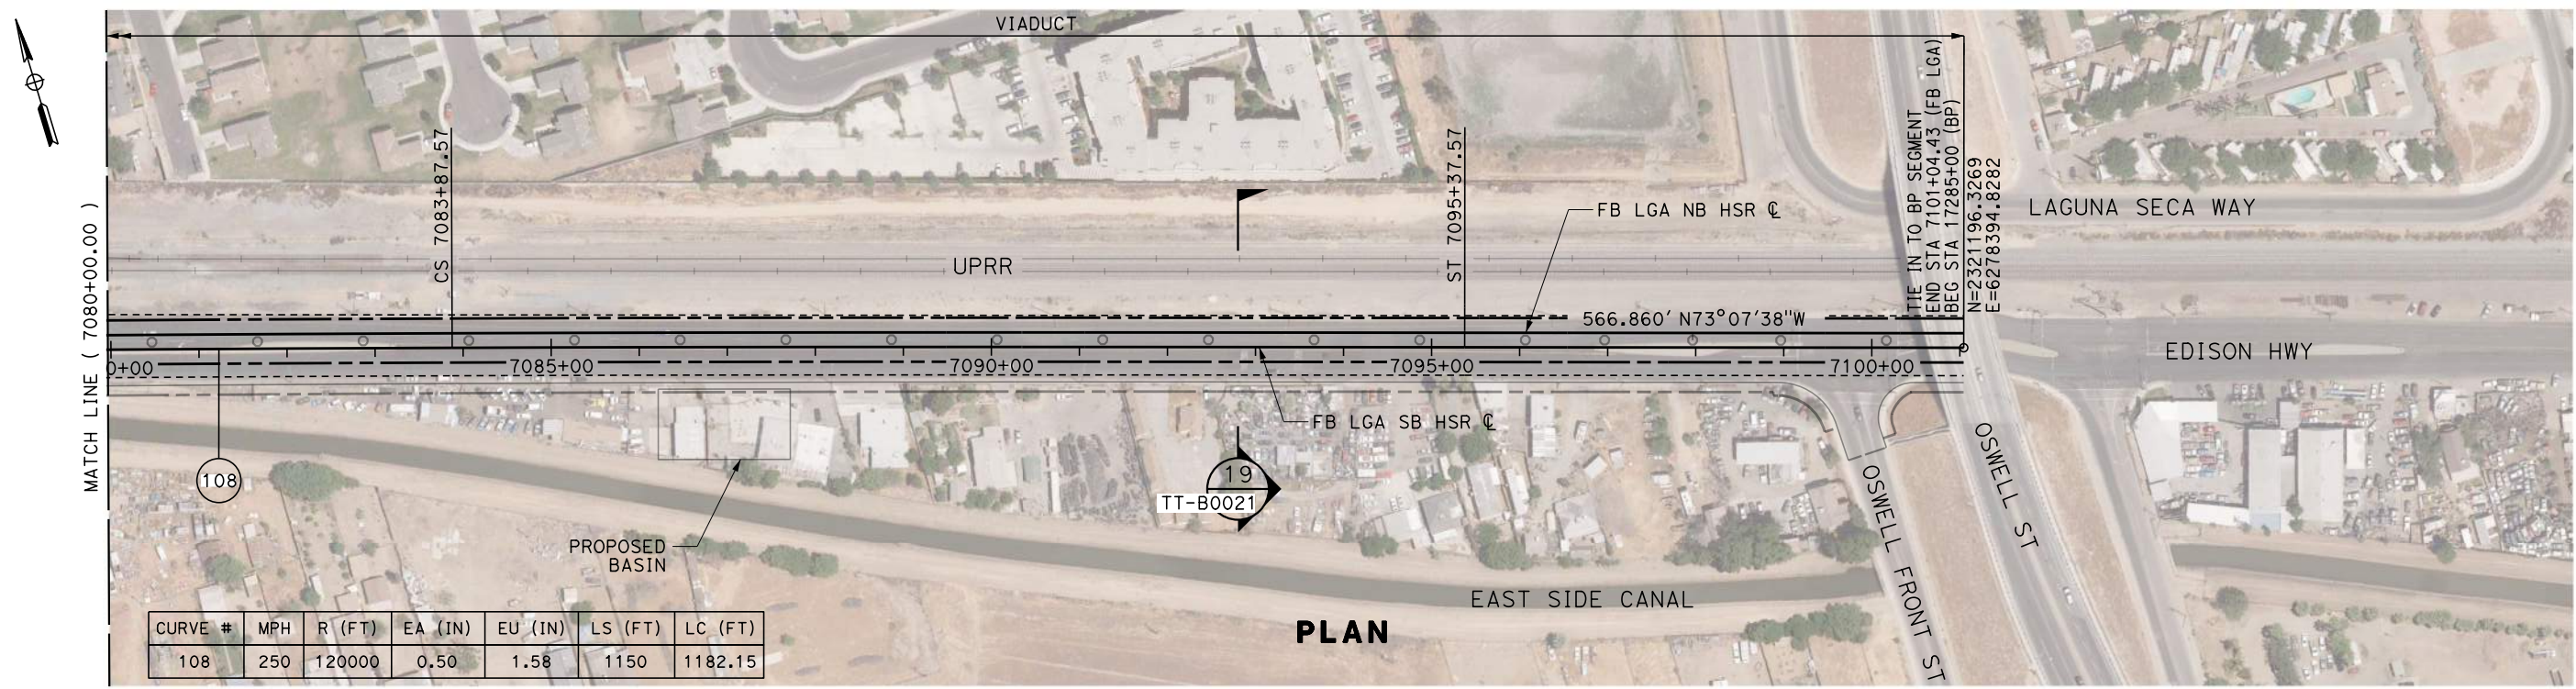 VIADUCT
MATCH LINE ( 7080+00.00 )
CS 7083+87.57
ST 7095+37.57
FB LGA NB HSR ℄
TIE IN TO BP SEGMENT
END STA 7101+04.43 (FB LGA)
BEG STA 17285+00 (BP)
N=2321196.3269
E=6278394.8282
LAGUNA SECA WAY
UPRR
566.860' N73°07'38"W
EDISON HWY
0+00
7085+00
7090+00
7095+00
7100+00
FB LGA SB HSR ℄
108
19
TT-B0021
PROPOSED
BASIN
OSWELL ST
OSWELL FRONT ST
EAST SIDE CANAL
CURVE # MPH R (FT) EA (IN) EU (IN) LS (FT) LC (FT)
108 250 120000 0.50 1.58 1150 1182.15
PLAN